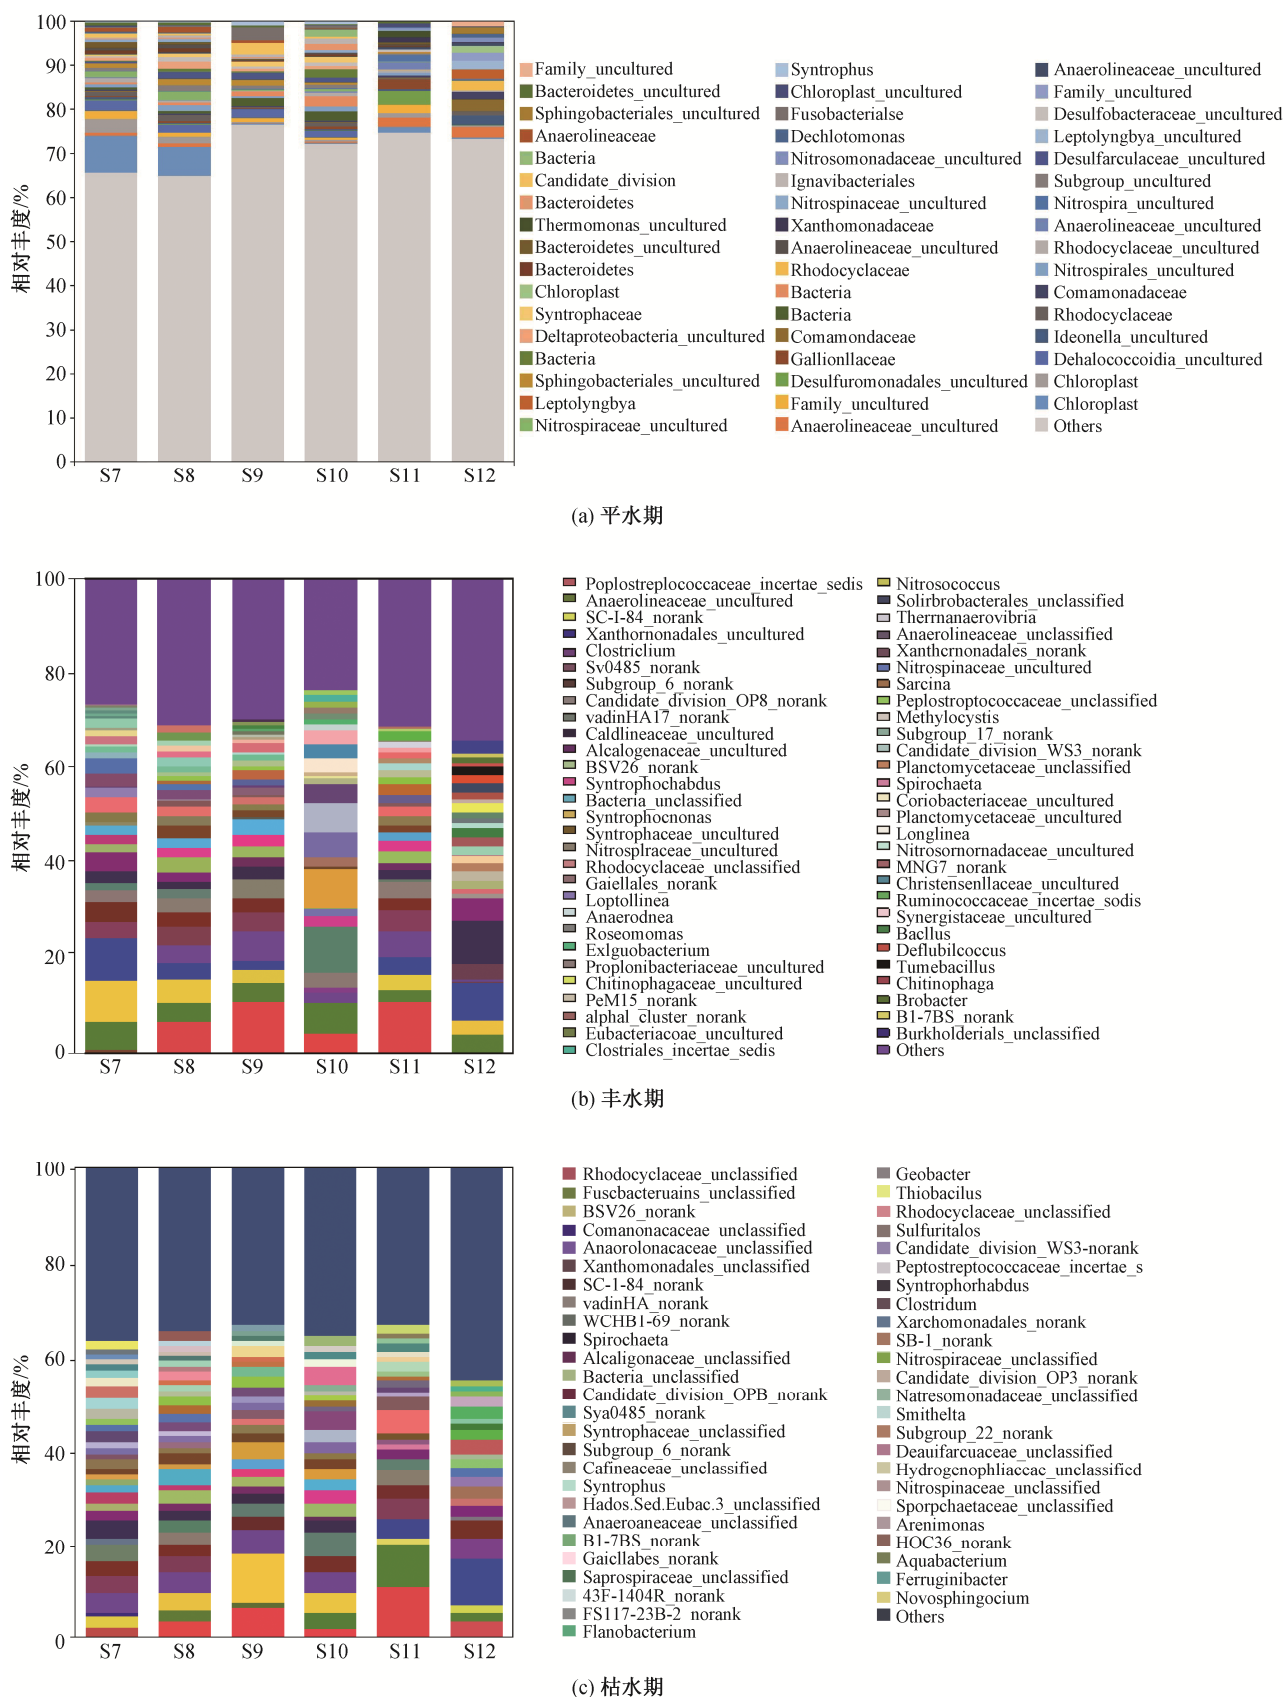 100
90
80
70
60
50
40
30
20
10
0
相对丰度/%
S7 S8 S9 S10 S11 S12
Family_uncultured
Bacteroidetes_uncultured
Sphingobacteriales_uncultured
Anaerolineaceae
Bacteria
Candidate_division
Bacteroidetes
Thermomonas_uncultured
Bacteroidetes_uncultured
Bacteroidetes
Chloroplast
Syntrophaceae
Deltaproteobacteria_uncultured
Bacteria
Sphingobacteriales_uncultured
Leptolyngbya
Nitrospiraceae_uncultured
Syntrophus
Chloroplast_uncultured
Fusobacterialse
Dechlotomonas
Nitrosomonadaceae_uncultured
Ignavibacteriales
Nitrospinaceae_uncultured
Xanthomonadaceae
Anaerolineaceae_uncultured
Rhodocyclaceae
Bacteria
Bacteria
Comamondaceae
Gallionllaceae
Desulfuromonadales_uncultured
Family_uncultured
Anaerolineaceae_uncultured
Anaerolineaceae_uncultured
Family_uncultured
Desulfobacteraceae_uncultured
Leptolyngbya_uncultured
Desulfarculaceae_uncultured
Subgroup_uncultured
Nitrospira_uncultured
Anaerolineaceae_uncultured
Rhodocyclaceae_uncultured
Nitrospirales_uncultured
Comamonadaceae
Rhodocyclaceae
Ideonella_uncultured
Dehalococcoidia_uncultured
Chloroplast
Chloroplast
Others
(a) 平水期
100
80
60
40
20
0
相对丰度/%
S7 S8 S9 S10 S11 S12
Poplostreplococcaceae_incertae_sedis
Anaerolineaceae_uncultured
SC-I-84_norank
Xanthornonadales_uncultured
Clostriclium
Sv0485_norank
Subgroup_6_norank
Candidate_division_OP8_norank
vadinHA17_norank
Caldlineaceae_uncultured
Alcalogenaceae_uncultured
BSV26_norank
Syntrophochabdus
Bacteria_unclassified
Syntrophocnonas
Syntrophaceae_uncultured
Nitrosplraceae_uncultured
Rhodocyclaceae_unclassified
Gaiellales_norank
Loptollinea
Anaerodnea
Roseomomas
Exlguobacterium
Proplonibacteriaceae_uncultured
Chitinophagaceae_uncultured
PeM15_norank
alphal_cluster_norank
Eubacteriacoae_uncultured
Clostriales_incertae_sedis
Nitrosococcus
Solirbrobacterales_unclassified
Therrnanaerovibria
Anaerolineaceae_unclassified
Xanthcrnonadales_norank
Nitrospinaceae_uncultured
Sarcina
Peplostreptococcaceae_unclassified
Methylocystis
Subgroup_17_norank
Candidate_division_WS3_norank
Planctomycetaceae_unclassified
Spirochaeta
Coriobacteriaceae_uncultured
Planctomycetaceae_uncultured
Longlinea
Nitrosornornadaceae_uncultured
MNG7_norank
Christensenllaceae_uncultured
Ruminococcaceae_incertae_sodis
Synergistaceae_uncultured
Bacllus
Deflubilcoccus
Tumebacillus
Chitinophaga
Brobacter
B1-7BS_norank
Burkholderials_unclassified
Others
(b) 丰水期
100
80
60
40
20
0
相对丰度/%
S7 S8 S9 S10 S11 S12
Rhodocyclaceae_unclassified
Fuscbacteruains_unclassified
BSV26_norank
Comanonacaceae_unclassified
Anaorolonacaceae_unclassified
Xanthomonadales_unclassified
SC-1-84_norank
vadinHA_norank
WCHB1-69_norank
Spirochaeta
Alcaligonaceae_unclassified
Bacteria_unclassified
Candidate_division_OPB_norank
Sya0485_norank
Syntrophaceae_unclassified
Subgroup_6_norank
Cafineaceae_unclassified
Syntrophus
Hados.Sed.Eubac.3_unclassified
Anaeroaneaceae_unclassified
B1-7BS_norank
Gaicllabes_norank
Saprospiraceae_unclassified
43F-1404R_norank
FS117-23B-2_norank
Flanobacterium
Geobacter
Thiobacilus
Rhodocyclaceae_unclassified
Sulfuritalos
Candidate_division_WS3-norank
Peptostreptococcaceae_incertae_s
Syntrophorhabdus
Clostridum
Xarchomonadales_norank
SB-1_norank
Nitrospiraceae_unclassified
Candidate_division_OP3_norank
Natresomonadaceae_unclassified
Smithelta
Subgroup_22_norank
Deauifarcuaceae_unclassified
Hydrogcnophliaccac_unclassificd
Nitrospinaceae_unclassified
Sporpchaetaceae_unclassified
Arenimonas
HOC36_norank
Aquabacterium
Ferruginibacter
Novosphingocium
Others
(c) 枯水期